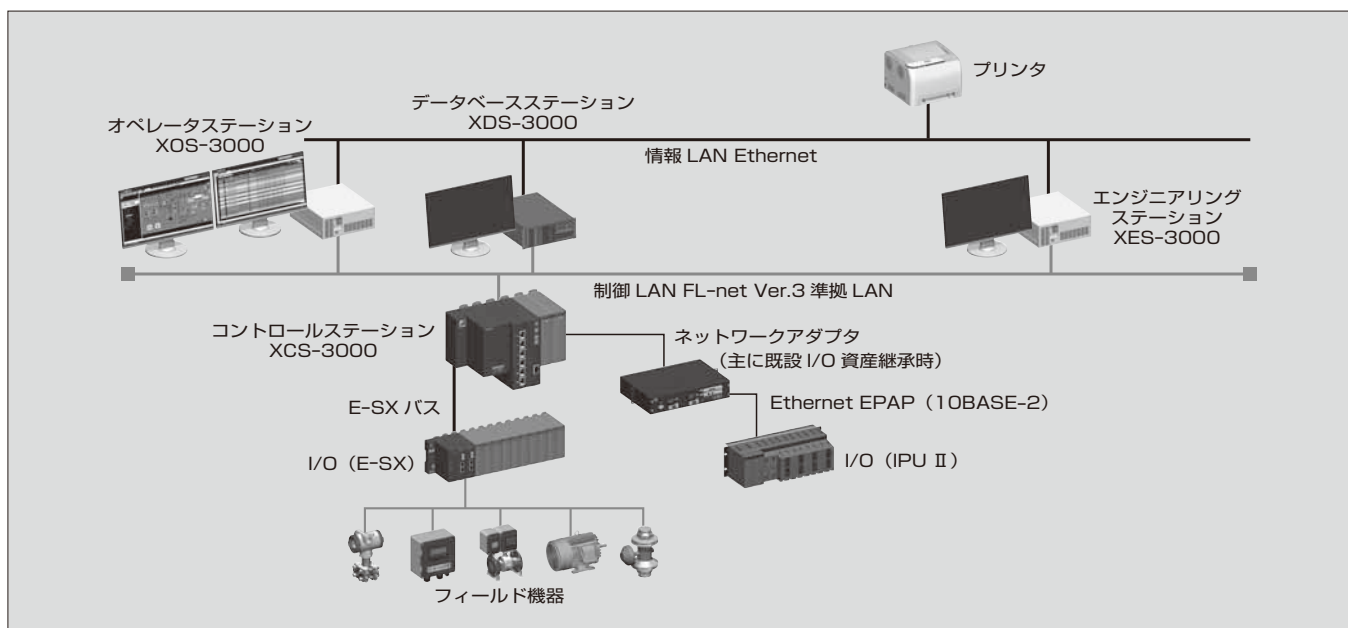 プリンタ
データベースステーション
XDS-3000
オペレータステーション
XOS-3000
情報 LAN Ethernet
エンジニアリング
ステーション
XES-3000
制御 LAN FL-net Ver.3 準拠 LAN
コントロールステーション
XCS-3000
ネットワークアダプタ
（主に既設 I/O 資産継承時）
E-SX バス
Ethernet EPAP（10BASE-2）
I/O（E-SX）
I/O（IPU Ⅱ）
フィールド機器